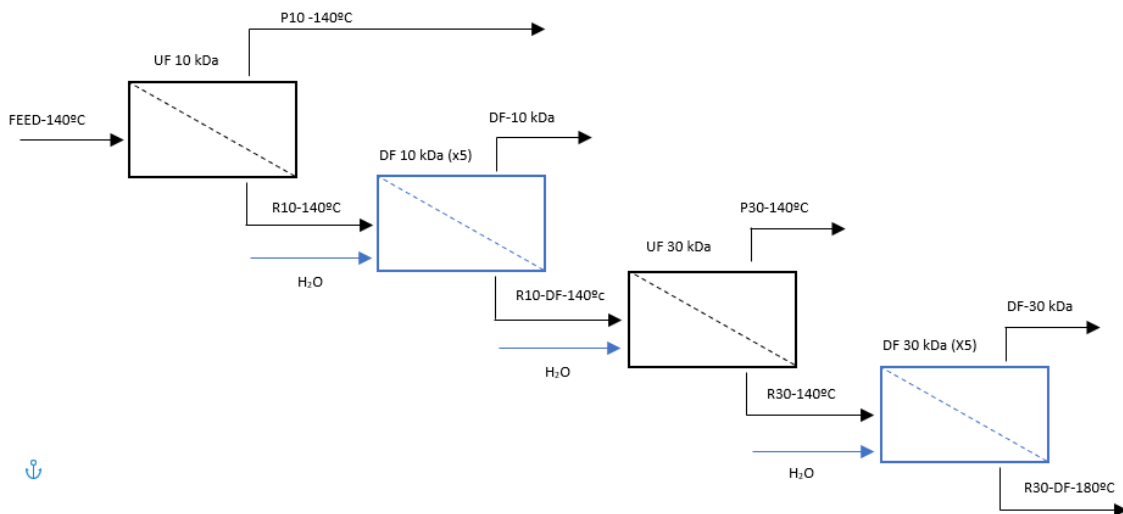 P10 -140ºC
UF 10 kDa
FEED-140ºC
DF-10 kDa
DF 10 kDa (x5)
R10-140ºC
H₂O
P30-140ºC
UF 30 kDa
R10-DF-140ºc
H₂O
DF-30 kDa
DF 30 kDa (X5)
R30-140ºC
H₂O
R30-DF-180ºC